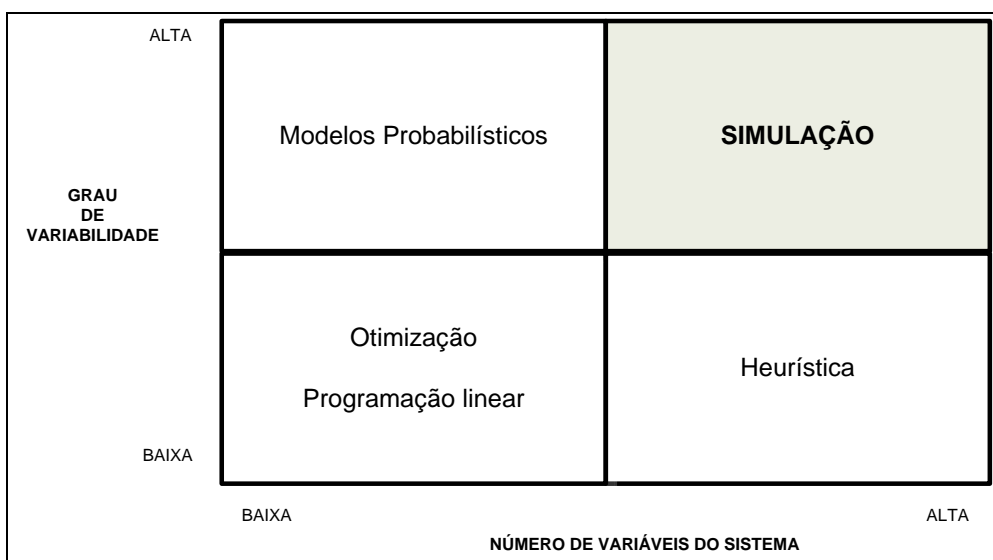 ALTA
Modelos Probabilísticos
SIMULAÇÃO
GRAU
DE
VARIABILIDADE
Otimização
Programação linear
Heurística
BAIXA
BAIXA
ALTA
NÚMERO DE VARIÁVEIS DO SISTEMA